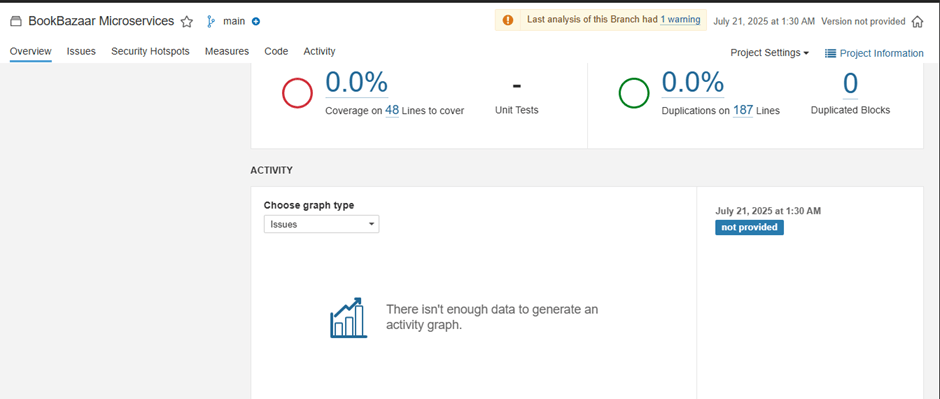 BookBazaar Microservices main Last analysis of this Branch had 1 warning July 21, 2025 at 1:30 AM Version not provided
Overview Issues Security Hotspots Measures Code Activity Project Settings Project Information
0.0% - 0.0% 0
Coverage on 48 Lines to cover Unit Tests Duplications on 187 Lines Duplicated Blocks
ACTIVITY
Choose graph type
Issues
July 21, 2025 at 1:30 AM
not provided
There isn't enough data to generate an
activity graph.